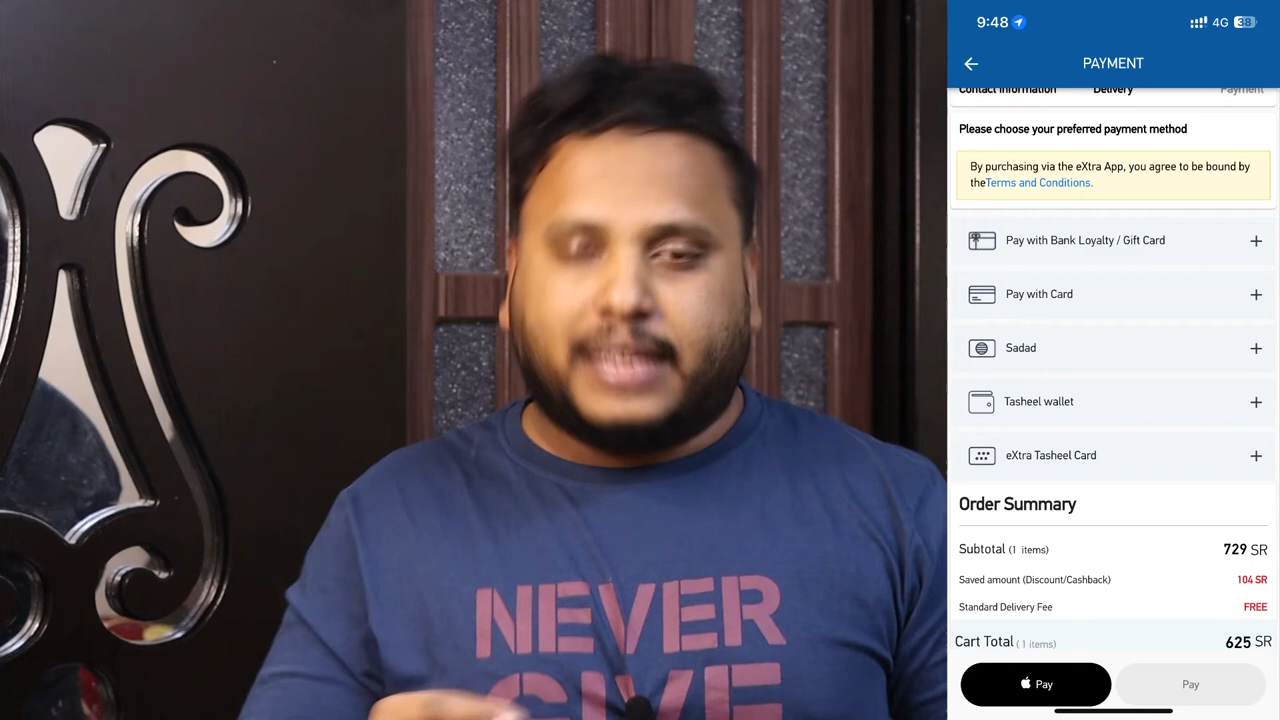 NEVER
GIVE
9:48
4G 38
PAYMENT
Contact Information Delivery Payment
Please choose your preferred payment method
By purchasing via the eXtra App, you agree to be bound by
theTerms and Conditions.
Pay with Bank Loyalty / Gift Card
Pay with Card
Sadad
Tasheel wallet
eXtra Tasheel Card
Order Summary
Subtotal (1 items) 729 SR
Saved amount (Discount/Cashback) 104 SR
Standard Delivery Fee FREE
Cart Total ( 1 items) 625 SR
Pay Pay